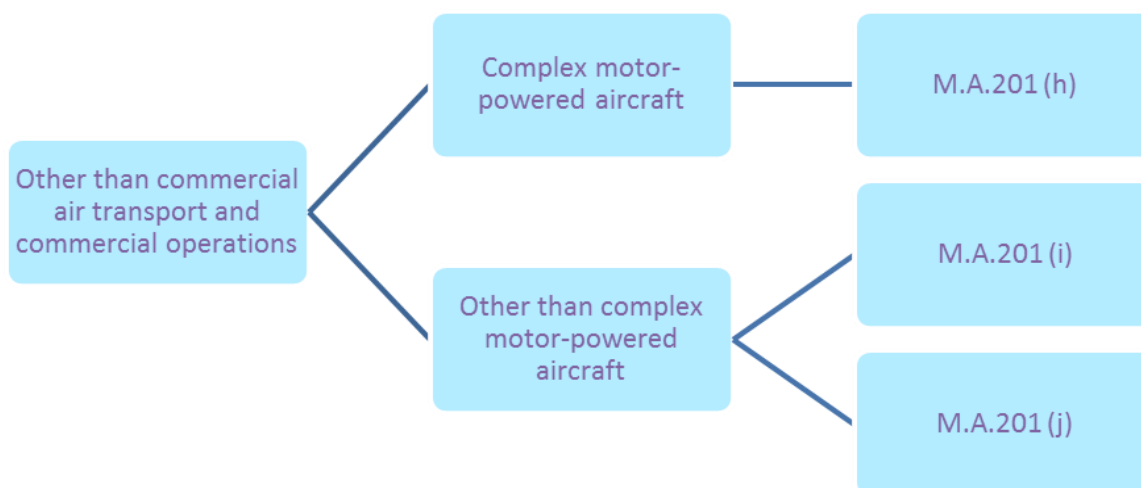 Other than commercial
air transport and
commercial operations
Complex motor-
powered aircraft
Other than complex
motor-powered
aircraft
M.A.201 (h)
M.A.201 (i)
M.A.201 (j)